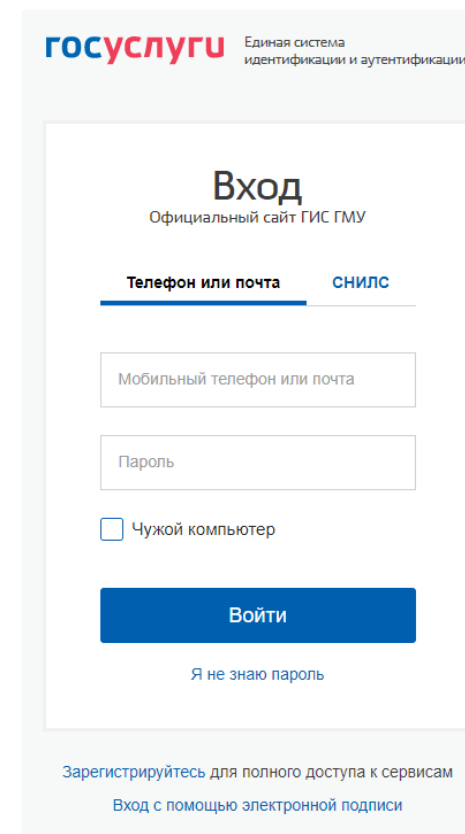 госуслуги
Единая система
идентификации и аутентификации
Вход
Официальный сайт ГИС ГМУ
Телефон или почта СНИЛС
Мобильный телефон или почта
Пароль
Чужой компьютер
Войти
Я не знаю пароль
Зарегистрируйтесь для полного доступа к сервисам
Вход с помощью электронной подписи